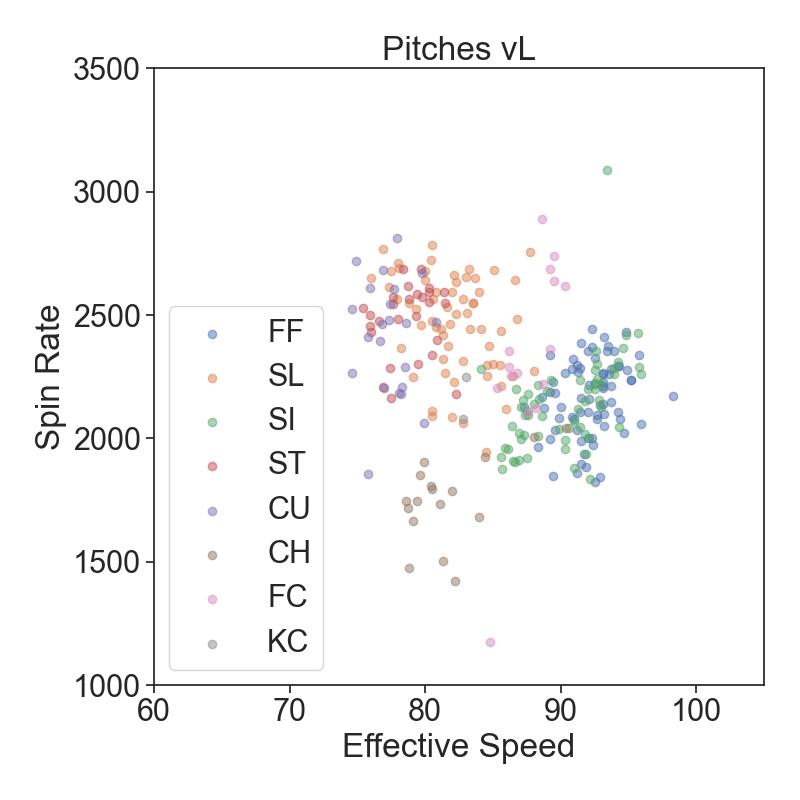 Pitches vL
3500
3000
2500
2000
1500
1000
Spin Rate
FF
SL
SI
ST
CU
CH
FC
KC
60 70 80 90 100
Effective Speed